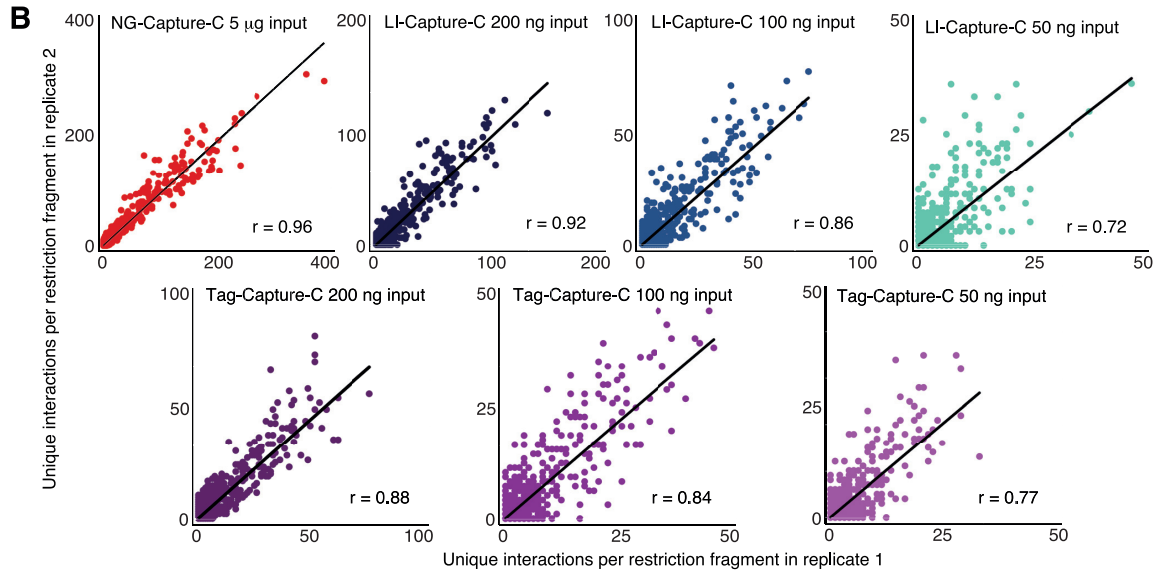 B
NG-Capture-C 5 µg input
LI-Capture-C 200 ng input
LI-Capture-C 100 ng input
LI-Capture-C 50 ng input
400
200
0
0
200
400
r = 0.96
200
100
0
0
100
200
r = 0.92
100
50
0
0
50
100
r = 0.86
50
25
0
0
25
50
r = 0.72
Unique interactions per restriction fragment in replicate 2
Tag-Capture-C 200 ng input
Tag-Capture-C 100 ng input
Tag-Capture-C 50 ng input
100
50
0
0
50
100
r = 0.88
50
25
0
0
25
50
r = 0.84
50
25
0
0
25
50
r = 0.77
Unique interactions per restriction fragment in replicate 1